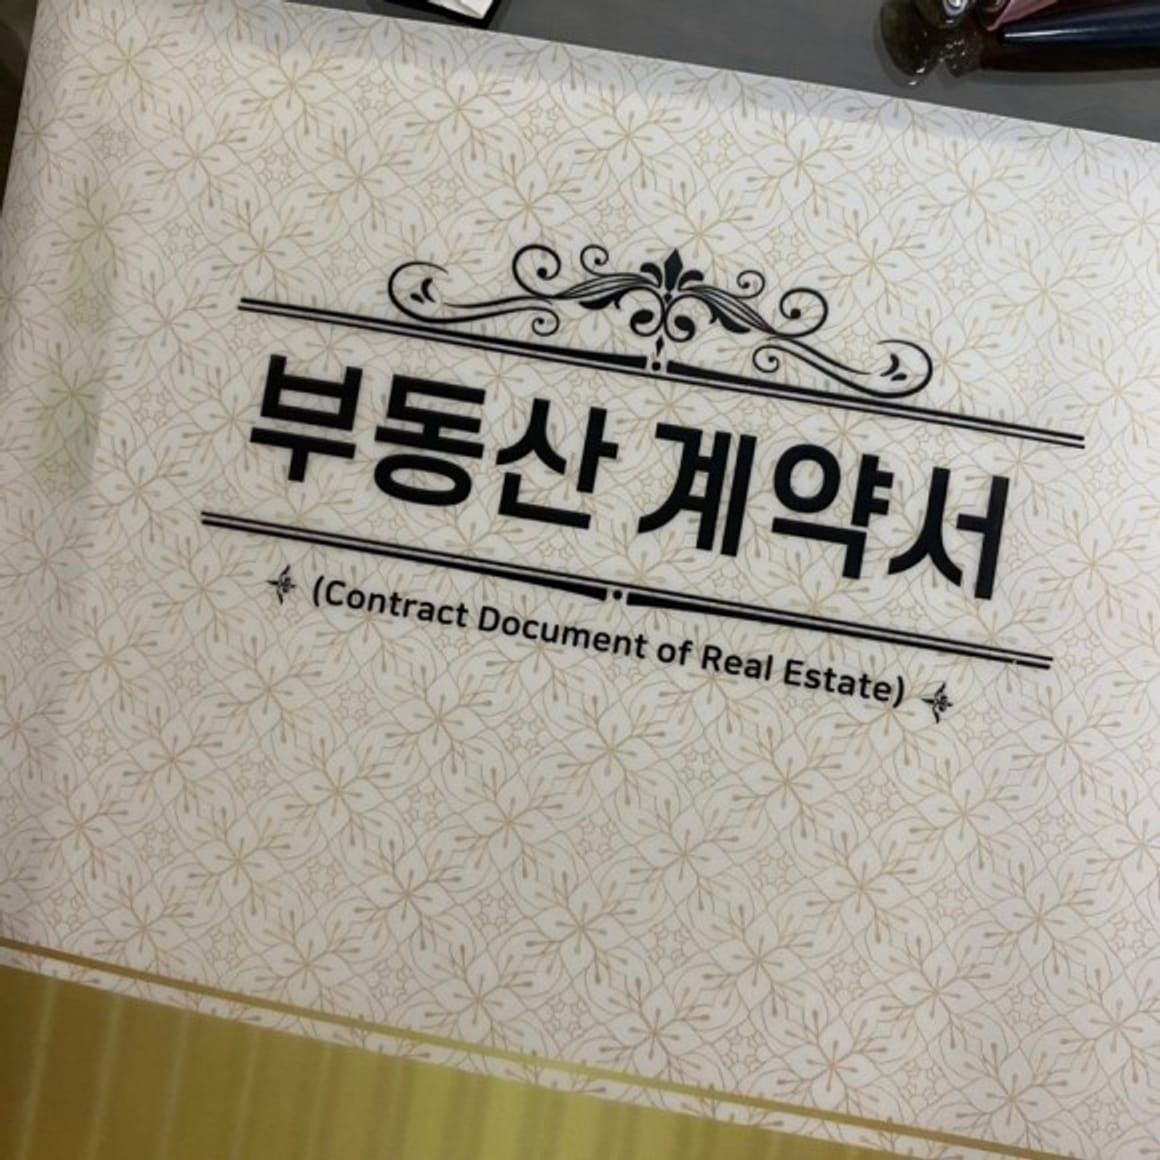 부동산 계약서
(Contract Document of Real Estate)